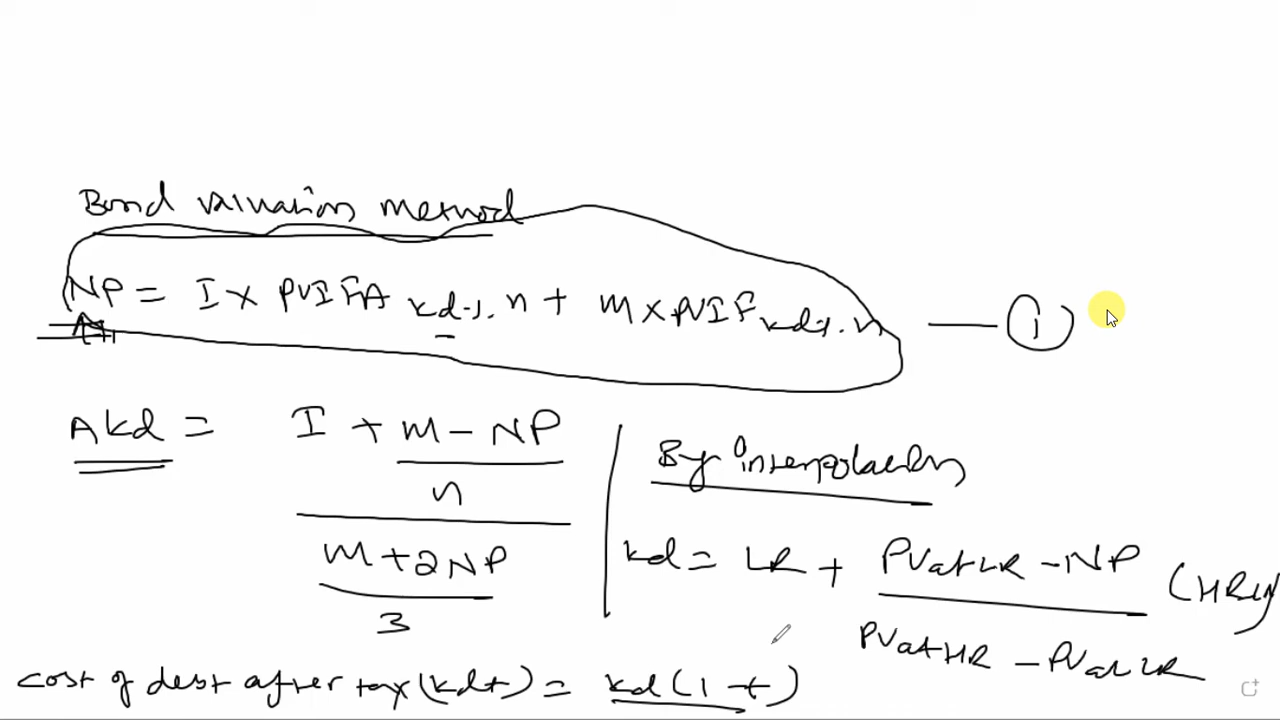 Bond valuation method
NP = I x PVIFA kd%. n + M x PVIF kd%. n — 1
Akd = I + M - NP
n
M + 2NP
3
By interpolation
kd = LR + PV at LR - NP
PV at HR - PV at LR
cost of debt after tax (kdt) = kd (1 - t)